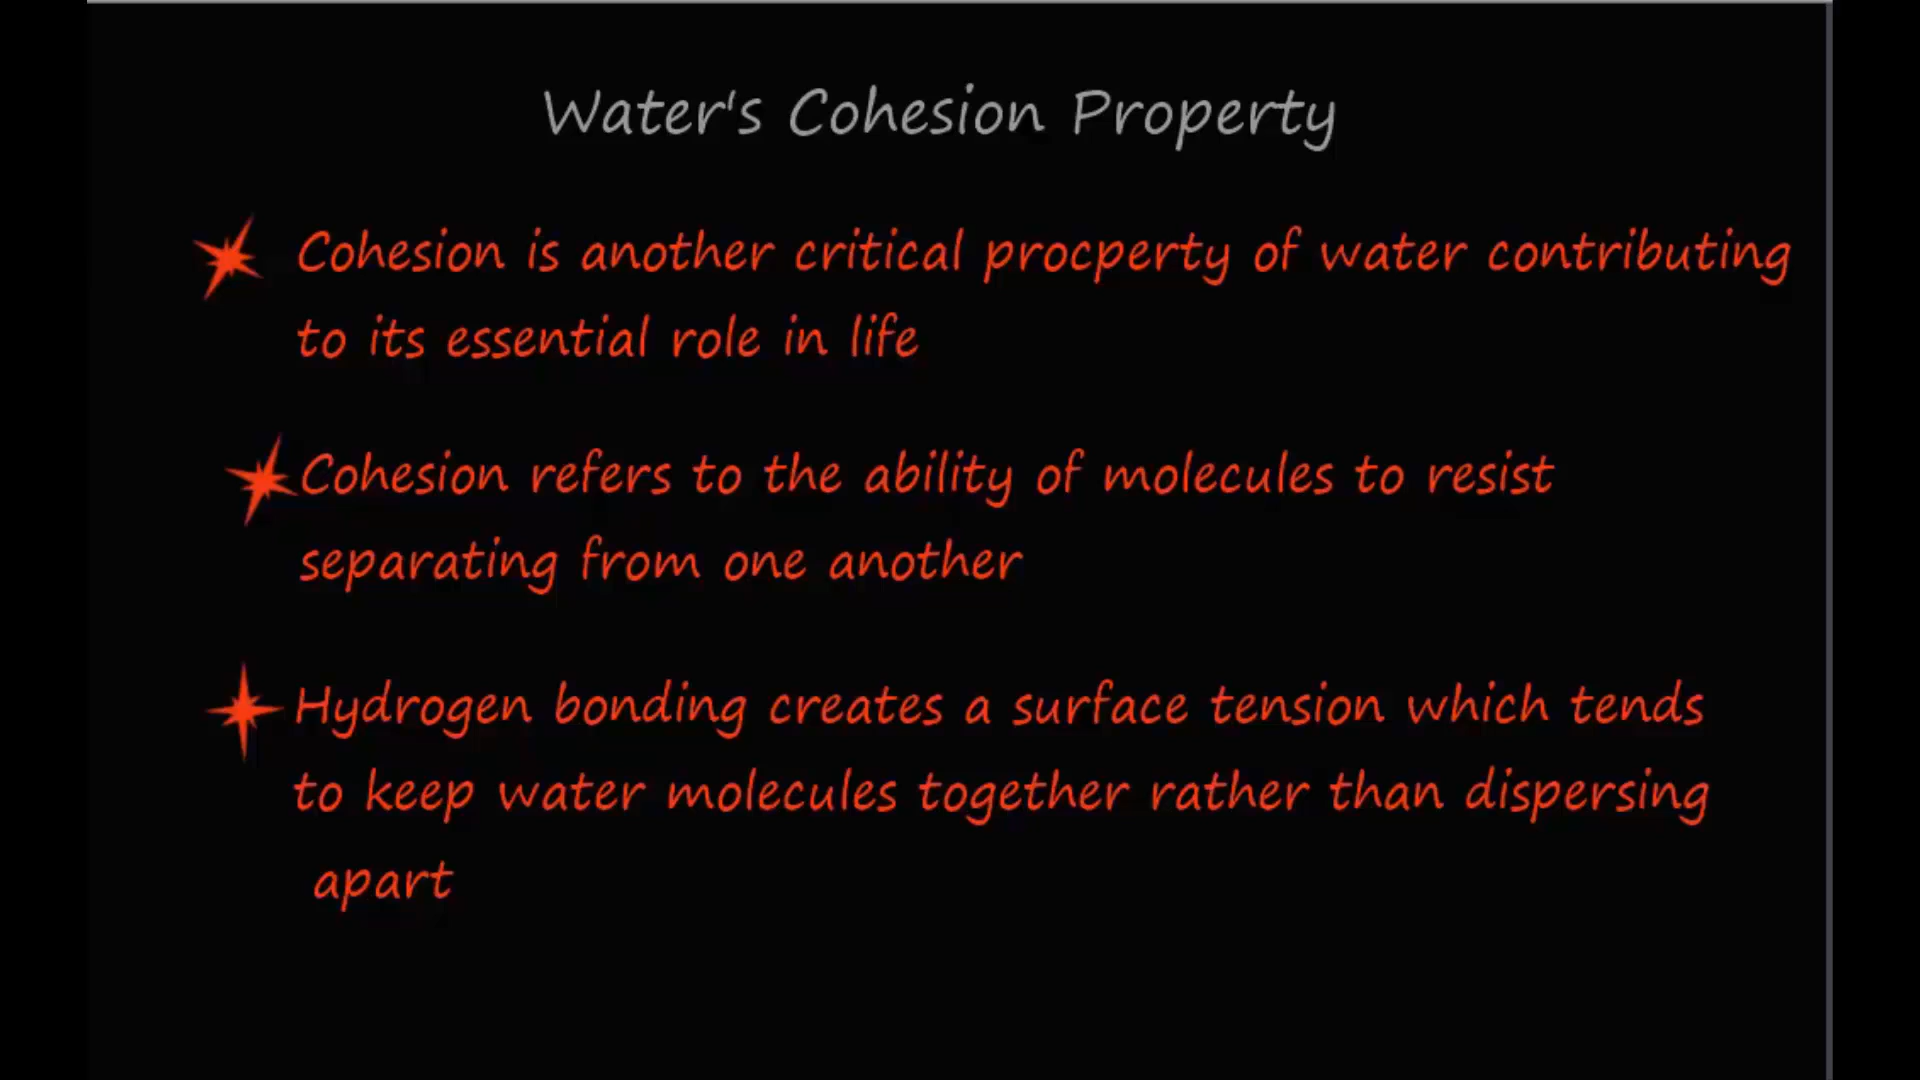 Water's Cohesion Property
Cohesion is another critical procperty of water contributing
to its essential role in life
Cohesion refers to the ability of molecules to resist
separating from one another
Hydrogen bonding creates a surface tension which tends
to keep water molecules together rather than dispersing
apart